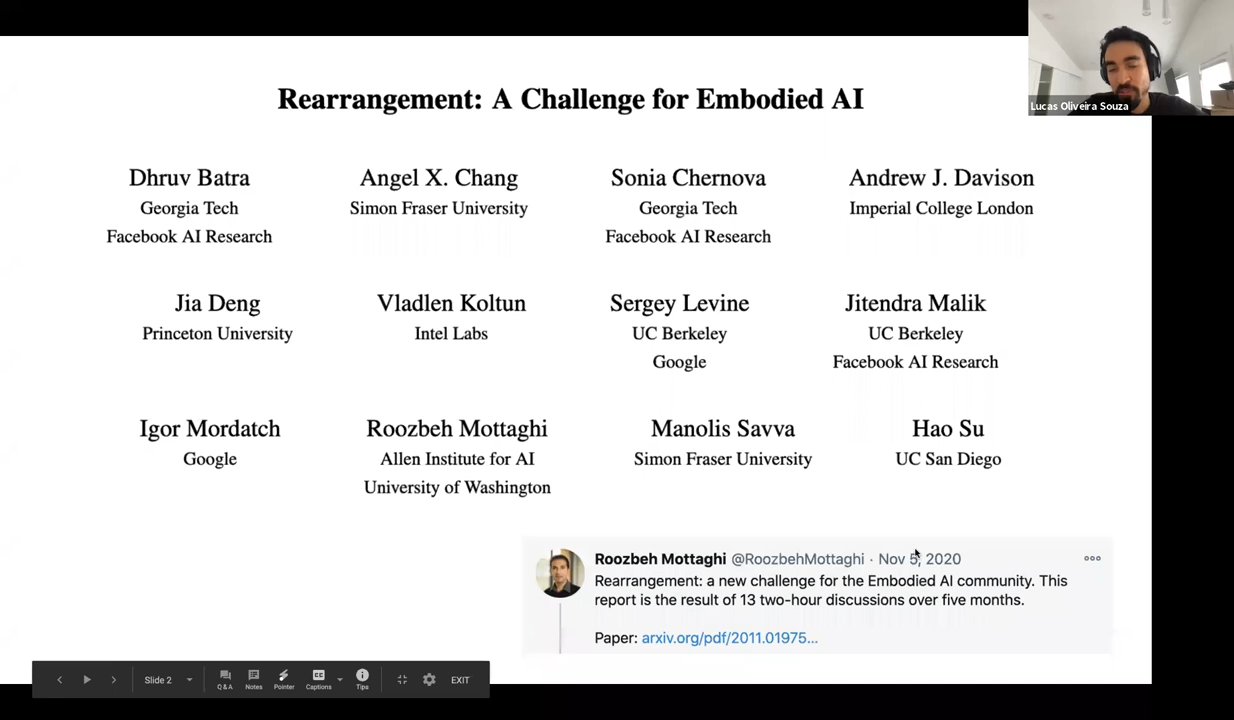 Rearrangement: A Challenge for Embodied AI
Lucas Oliveira Souza
Dhruv Batra
Georgia Tech
Facebook AI Research
Angel X. Chang
Simon Fraser University
Sonia Chernova
Georgia Tech
Facebook AI Research
Andrew J. Davison
Imperial College London
Jia Deng
Princeton University
Vladlen Koltun
Intel Labs
Sergey Levine
UC Berkeley
Google
Jitendra Malik
UC Berkeley
Facebook AI Research
Igor Mordatch
Google
Roozbeh Mottaghi
Allen Institute for AI
University of Washington
Manolis Savva
Simon Fraser University
Hao Su
UC San Diego
Roozbeh Mottaghi @RoozbehMottaghi · Nov 5, 2020
Rearrangement: a new challenge for the Embodied AI community. This
report is the result of 13 two-hour discussions over five months.
Paper: arxiv.org/pdf/2011.01975...
Slide 2
Q & A
Notes
Pointer
Captions
Tips
EXIT